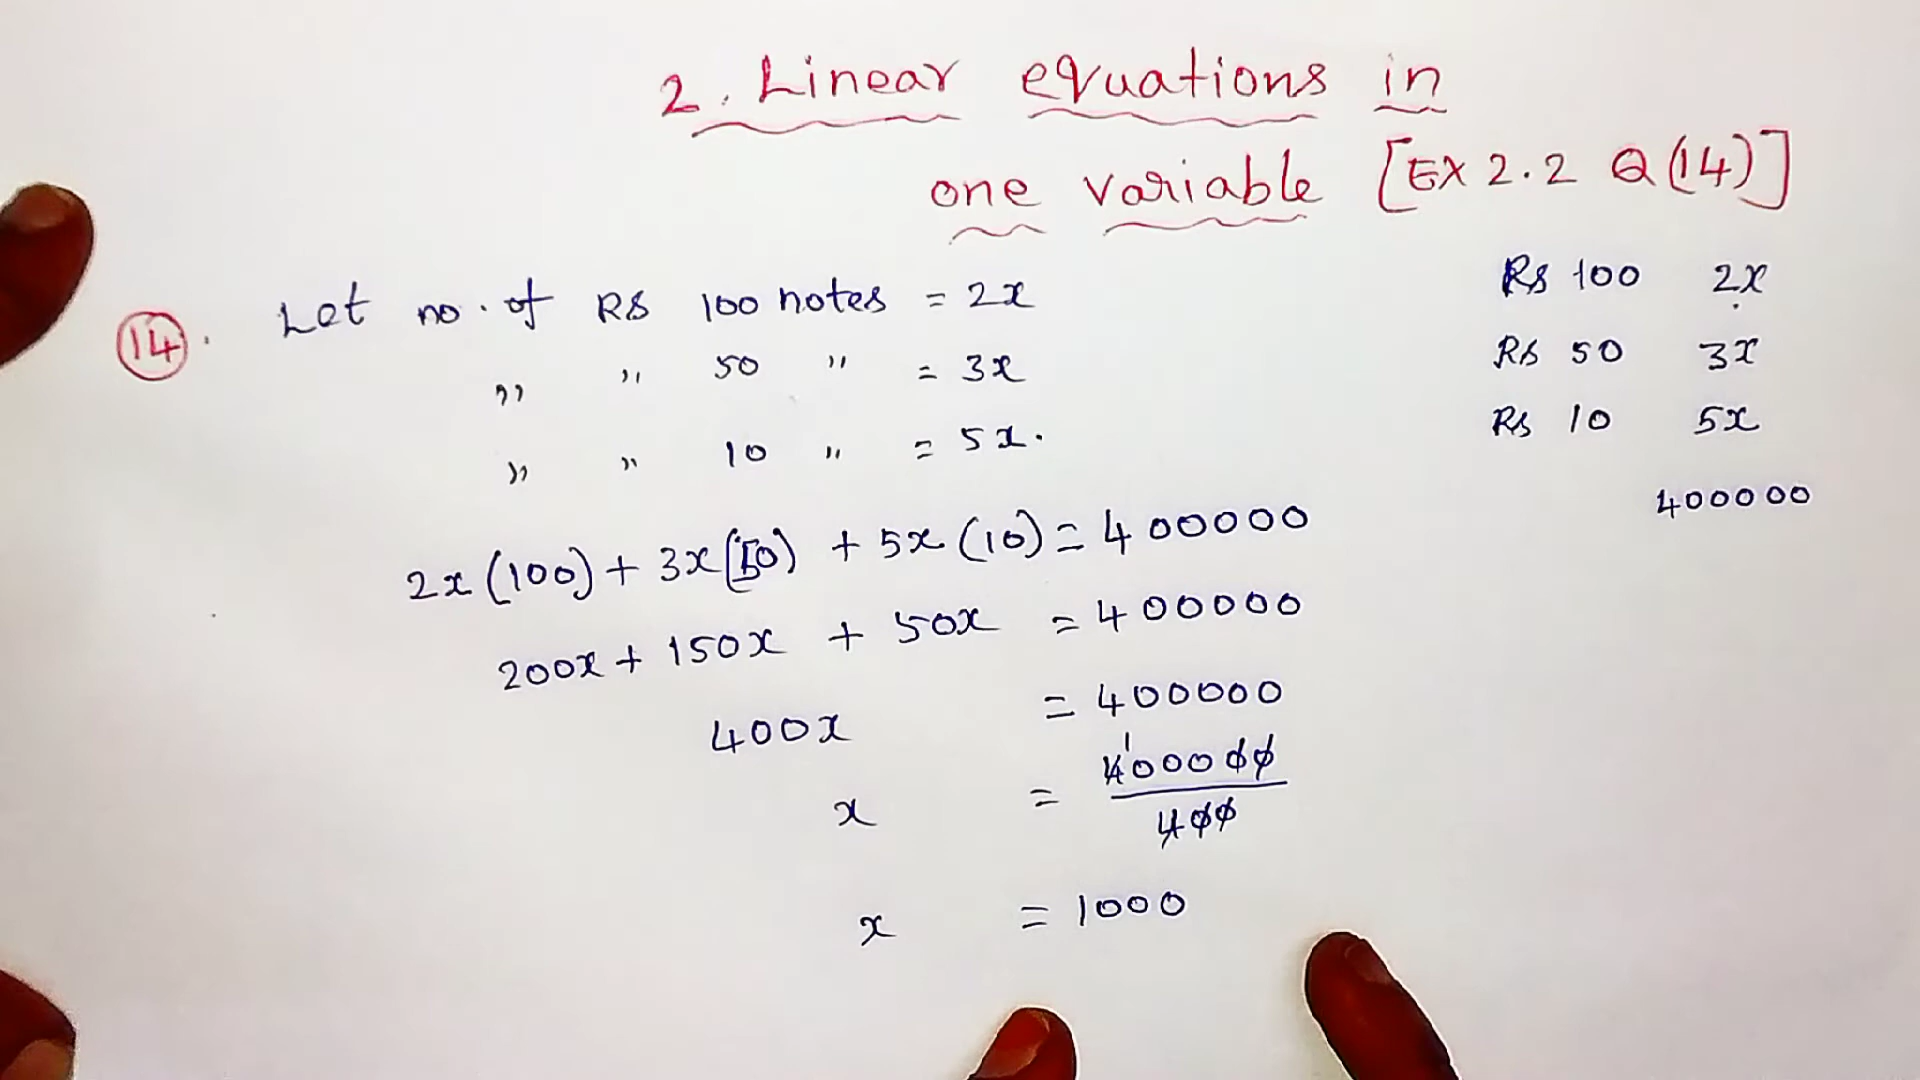 2. Linear equations in
one variable [EX 2.2 Q(14)]
14. Let no. of RS 100 notes = 2x
,, ,, 50 ,, = 3x
,, ,, 10 ,, = 5x.
Rs 100 2x
Rs 50 3x
Rs 10 5x
400000
2x(100) + 3x(50) + 5x(10) = 400000
200x + 150x + 50x = 400000
400x = 400000
x = 400000/400
1
x = 1000